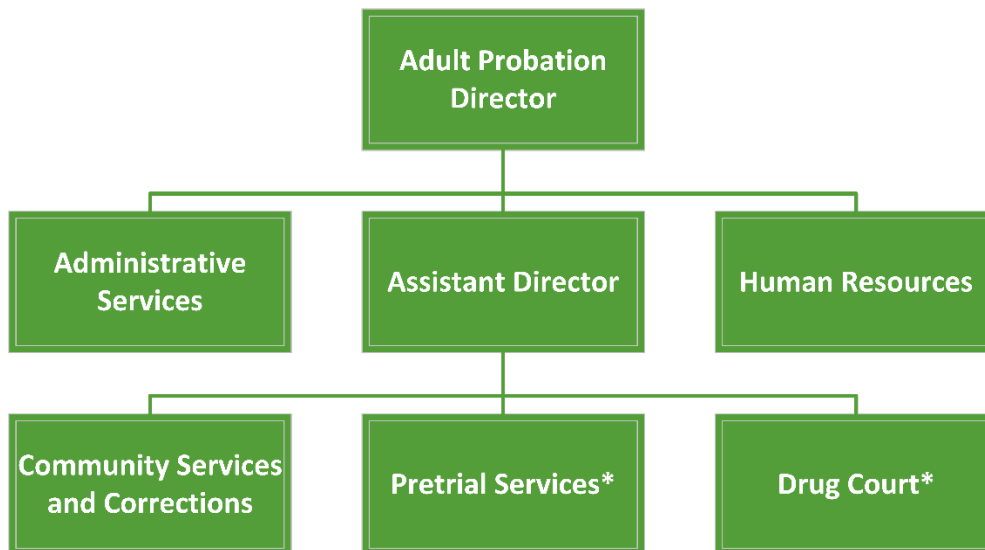 Adult Probation
Director
Administrative
Services
Assistant Director
Human Resources
Community Services
and Corrections
Pretrial Services*
Drug Court*